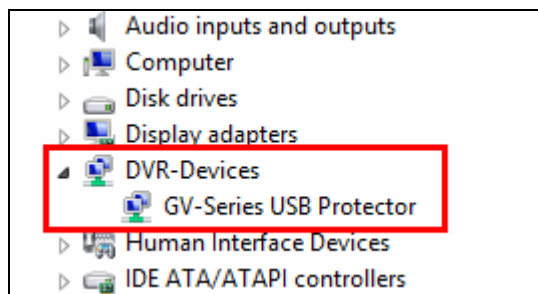 Audio inputs and outputs
Computer
Disk drives
Display adapters
DVR-Devices
GV-Series USB Protector
Human Interface Devices
IDE ATA/ATAPI controllers